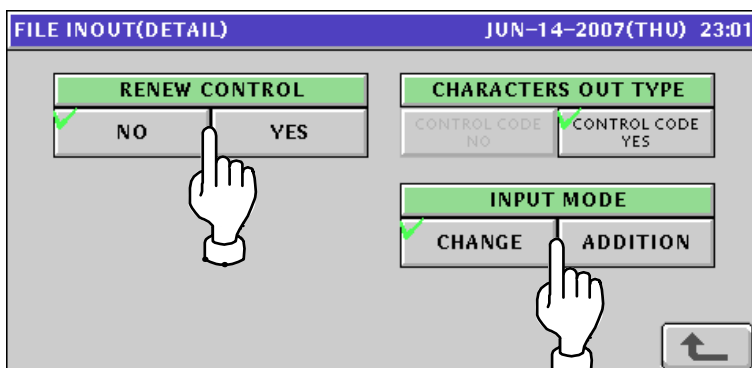 FILE INOUT(DETAIL) JUN-14-2007(THU) 23:01
RENEW CONTROL
NO YES
CHARACTERS OUT TYPE
CONTROL CODE
NO
CONTROL CODE
YES
INPUT MODE
CHANGE ADDITION